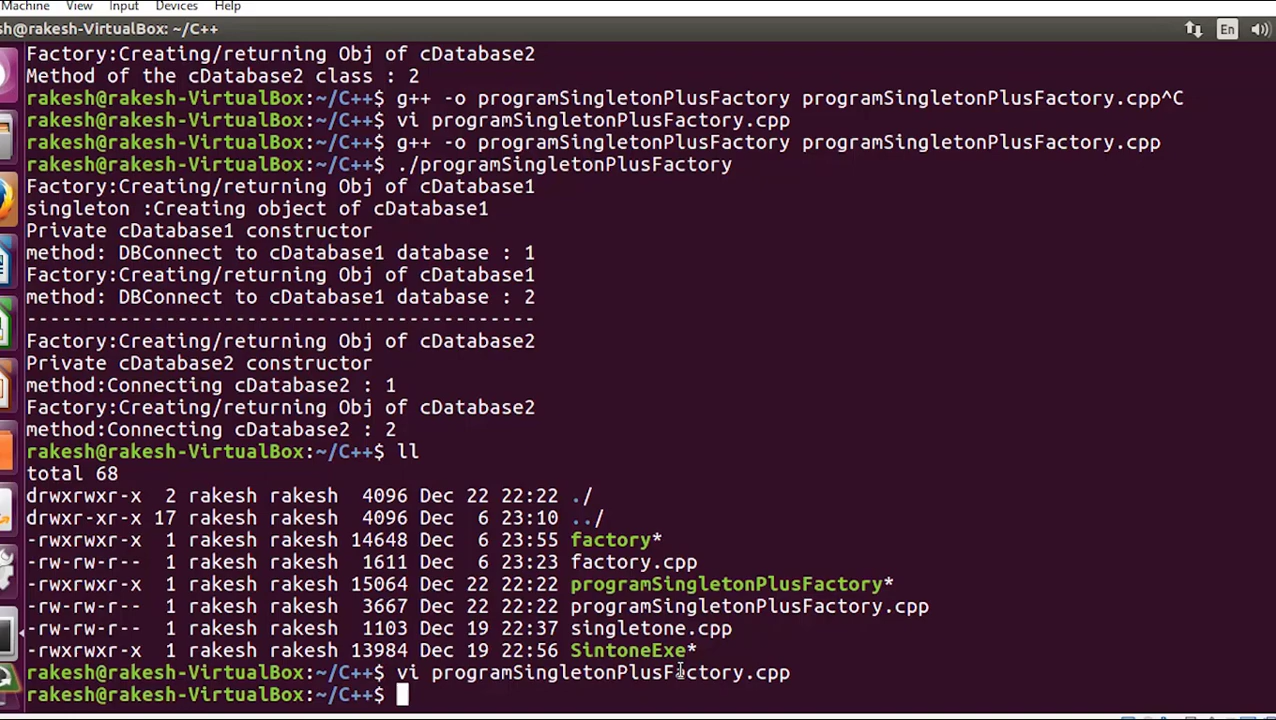 Machine View Input Devices Help
sh@rakesh-VirtualBox: ~/C++
En
Factory:Creating/returning Obj of cDatabase2
Method of the cDatabase2 class : 2
rakesh@rakesh-VirtualBox:~/C++$ g++ -o programSingletonPlusFactory programSingletonPlusFactory.cpp^C
rakesh@rakesh-VirtualBox:~/C++$ vi programSingletonPlusFactory.cpp
rakesh@rakesh-VirtualBox:~/C++$ g++ -o programSingletonPlusFactory programSingletonPlusFactory.cpp
rakesh@rakesh-VirtualBox:~/C++$ ./programSingletonPlusFactory
Factory:Creating/returning Obj of cDatabase1
singleton :Creating object of cDatabase1
Private cDatabase1 constructor
method: DBConnect to cDatabase1 database : 1
Factory:Creating/returning Obj of cDatabase1
method: DBConnect to cDatabase1 database : 2
--------------------------------------------
Factory:Creating/returning Obj of cDatabase2
Private cDatabase2 constructor
method:Connecting cDatabase2 : 1
Factory:Creating/returning Obj of cDatabase2
method:Connecting cDatabase2 : 2
rakesh@rakesh-VirtualBox:~/C++$ ll
total 68
drwxrwxr-x 2 rakesh rakesh 4096 Dec 22 22:22 ./
drwxr-xr-x 17 rakesh rakesh 4096 Dec 6 23:10 ../
-rwxrwxr-x 1 rakesh rakesh 14648 Dec 6 23:55 factory*
-rw-rw-r-- 1 rakesh rakesh 1611 Dec 6 23:23 factory.cpp
-rwxrwxr-x 1 rakesh rakesh 15064 Dec 22 22:22 programSingletonPlusFactory*
-rw-rw-r-- 1 rakesh rakesh 3667 Dec 22 22:22 programSingletonPlusFactory.cpp
-rw-rw-r-- 1 rakesh rakesh 1103 Dec 19 22:37 singletone.cpp
-rwxrwxr-x 1 rakesh rakesh 13984 Dec 19 22:56 SintoneExe*
rakesh@rakesh-VirtualBox:~/C++$ vi programSingletonPlusFactory.cpp
rakesh@rakesh-VirtualBox:~/C++$